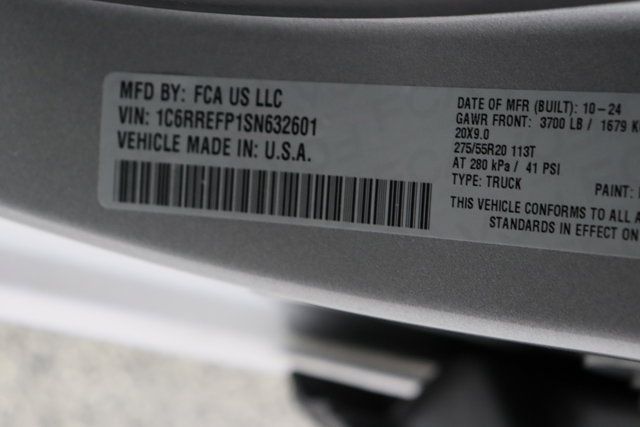 MFD BY: FCA US LLC
VIN: 1C6RREFP1SN632601
VEHICLE MADE IN: U.S.A.
DATE OF MFR (BUILT): 10-24
GAWR FRONT: 3700 LB / 1679 K
20X9.0
275/55R20 113T
AT 280 kPa / 41 PSI
TYPE: TRUCK
PAINT:
THIS VEHICLE CONFORMS TO ALL A
STANDARDS IN EFFECT ON